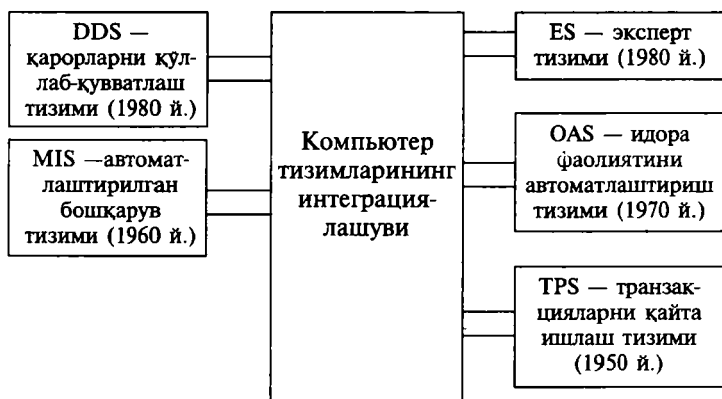 DDS —
қарорларни қўл-
лаб-қувватлаш
тизими (1980 й.)
MIS —автомат-
лаштирилган
бошқарув
тизими (1960 й.)
Компьютер
тизимларининг
интеграция-
лашуви
ES — эксперт
тизими (1980 й.)
OAS — идора
фаолиятини
автоматлаштириш
тизими (1970 й.)
TPS — транзак-
цияларни қайта
ишлаш тизими
(1950 й.)